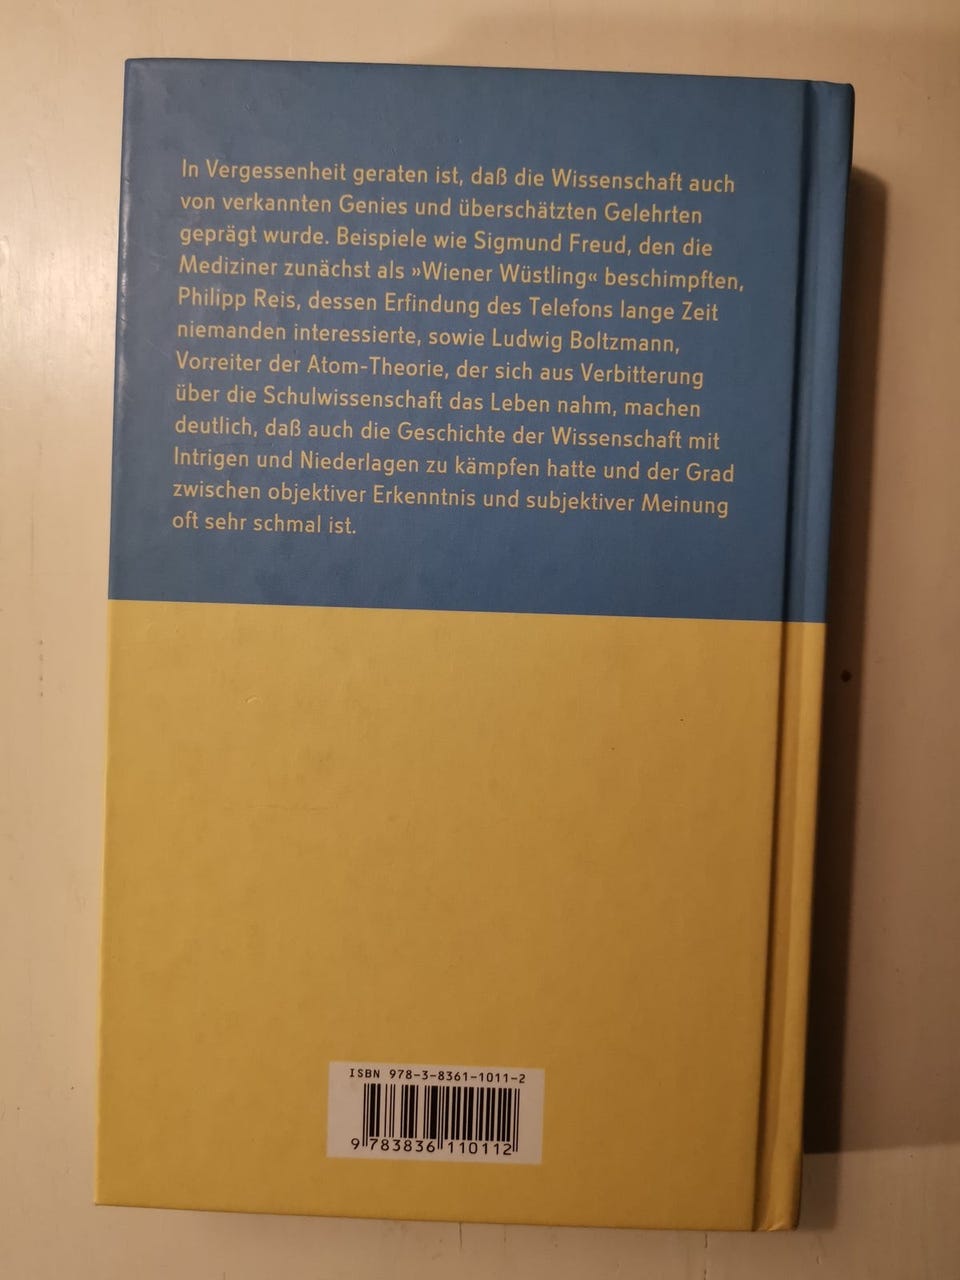 In Vergessenheit geraten ist, daß die Wissenschaft auch
von verkannten Genies und überschätzten Gelehrten
geprägt wurde. Beispiele wie Sigmund Freud, den die
Mediziner zunächst als »Wiener Wüstling« beschimpften,
Philipp Reis, dessen Erfindung des Telefons lange Zeit
niemanden interessierte, sowie Ludwig Boltzmann,
Vorreiter der Atom-Theorie, der sich aus Verbitterung
über die Schulwissenschaft das Leben nahm, machen
deutlich, daß auch die Geschichte der Wissenschaft mit
Intrigen und Niederlagen zu kämpfen hatte und der Grad
zwischen objektiver Erkenntnis und subjektiver Meinung
oft sehr schmal ist.
ISBN 978-3-8361-1011-2
9 783836 110112